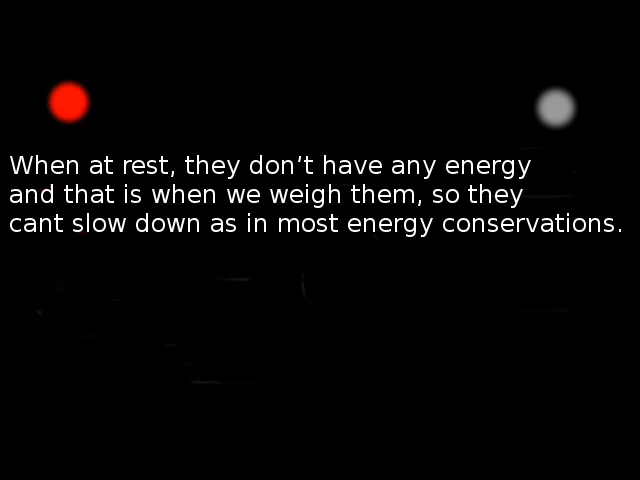 When at rest, they don’t have any energy
and that is when we weigh them, so they
cant slow down as in most energy conservations.